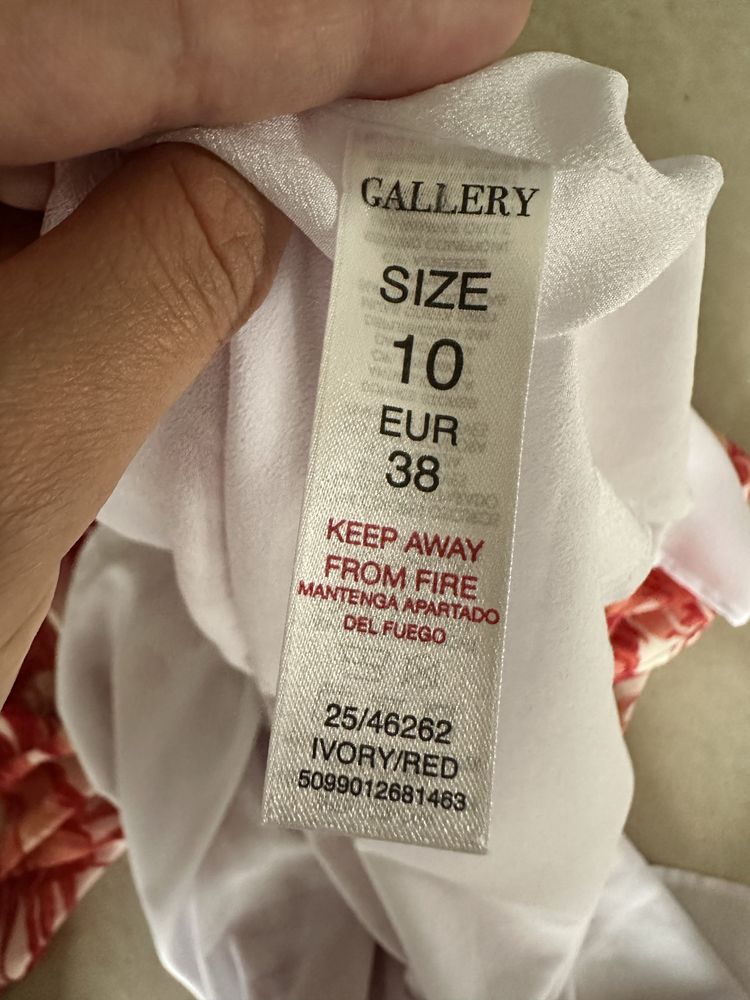 GALLERY
SIZE
10
EUR
38
KEEP AWAY
FROM FIRE
MANTENGA APARTADO
DEL FUEGO
25/46262
IVORY/RED
5099012681463